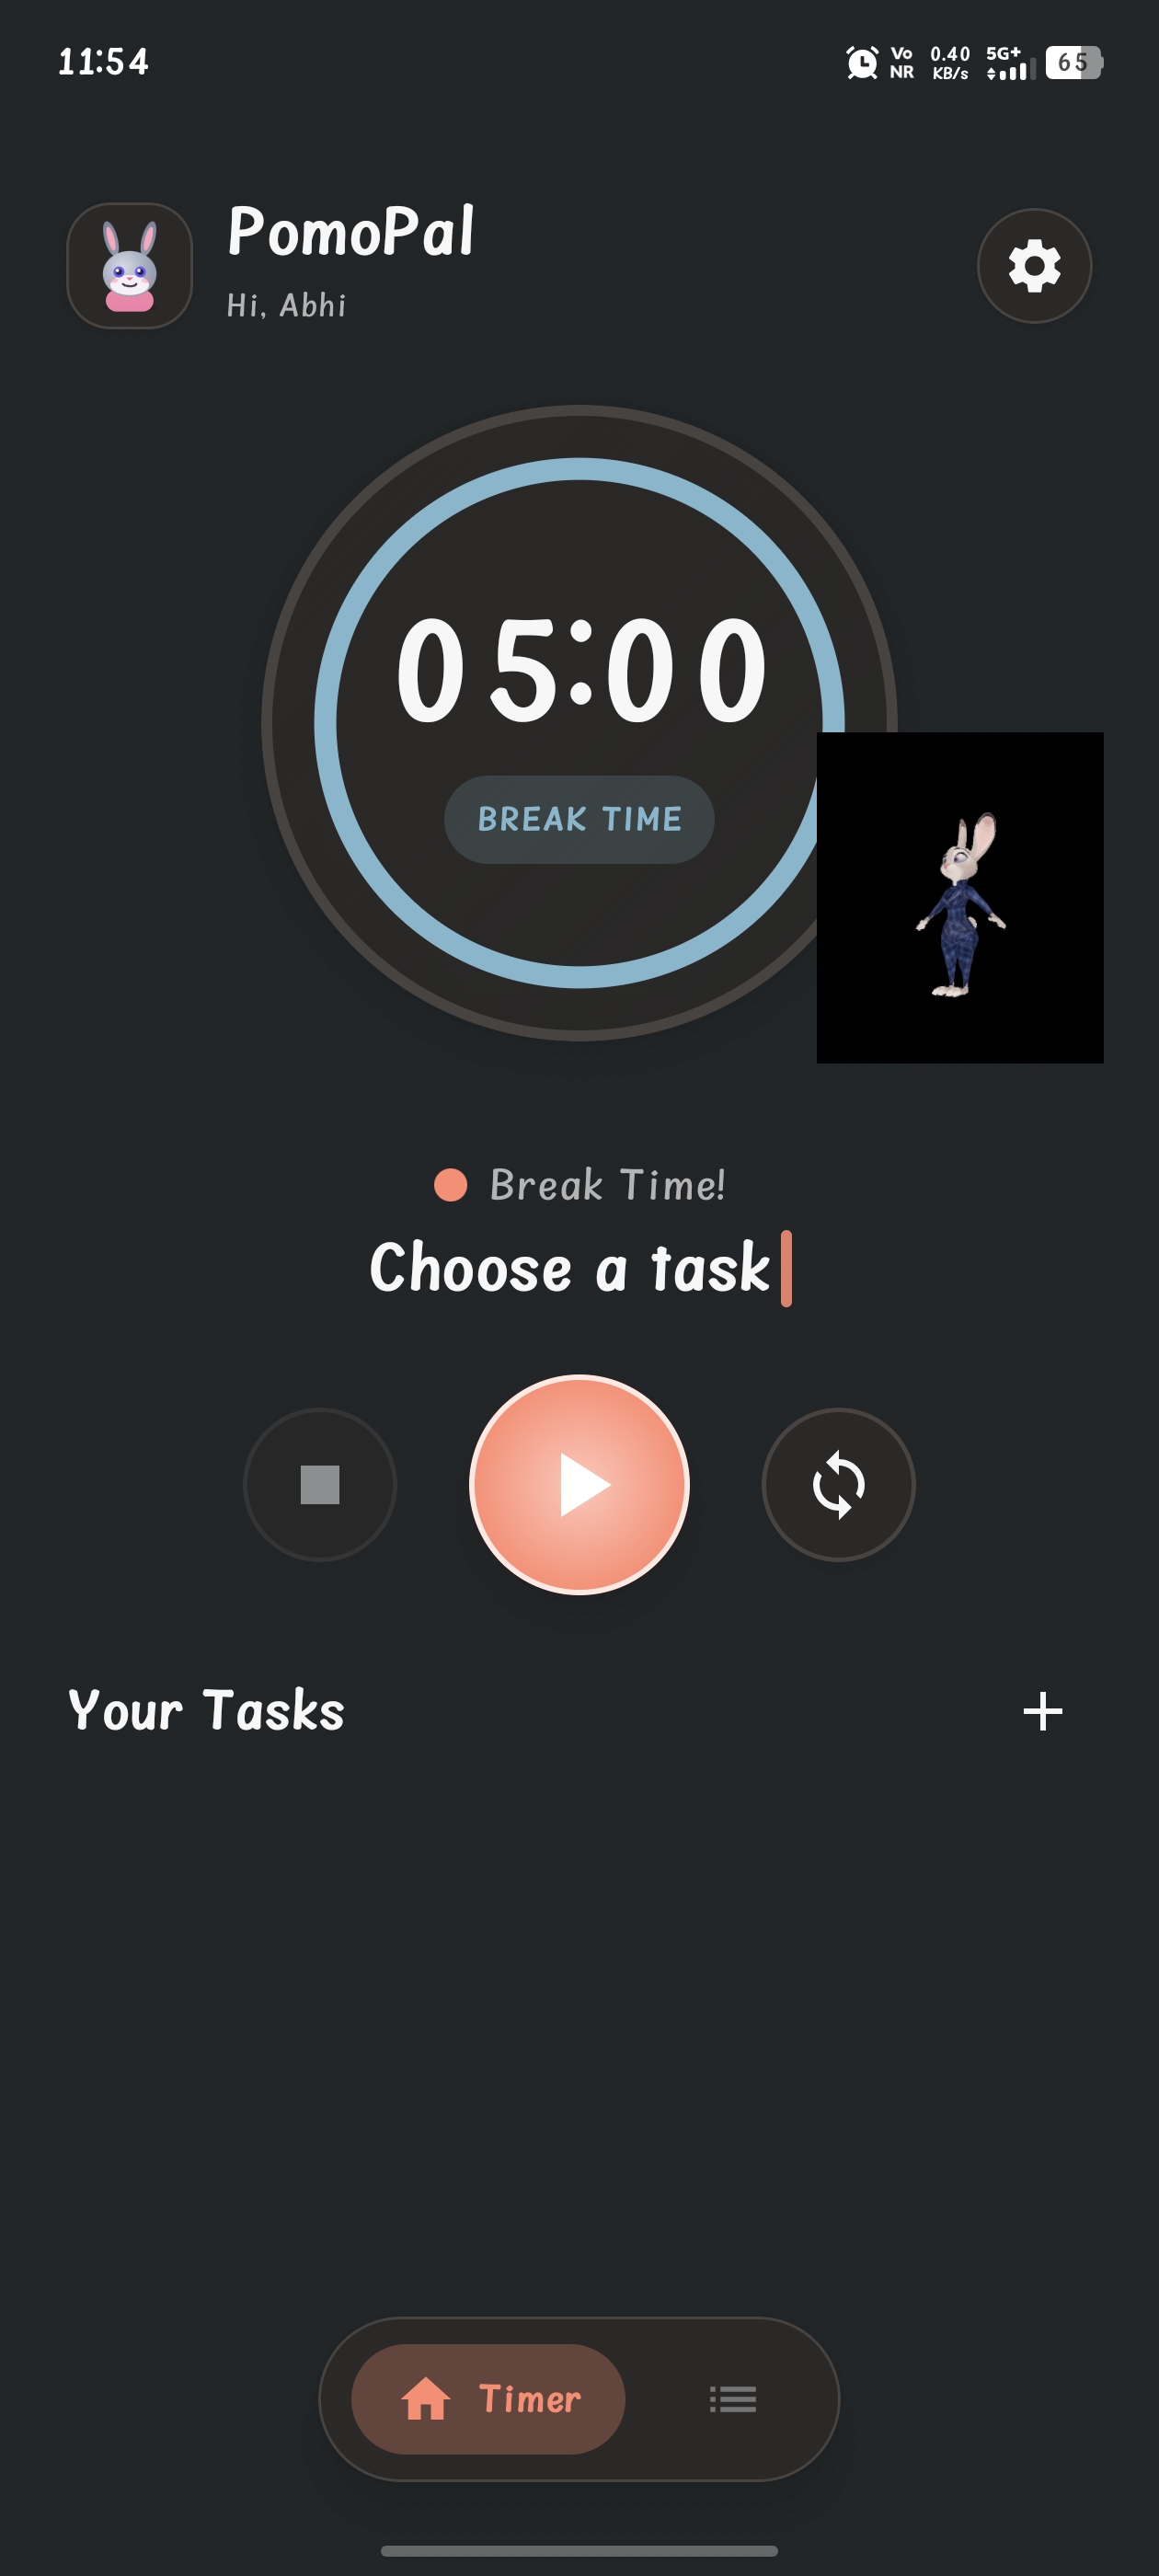 11:54
Vo NR
0.40 KB/s
5G+
65
PomoPal
Hi, Abhi
05:00
BREAK TIME
Break Time!
Choose a task
Your Tasks
Timer